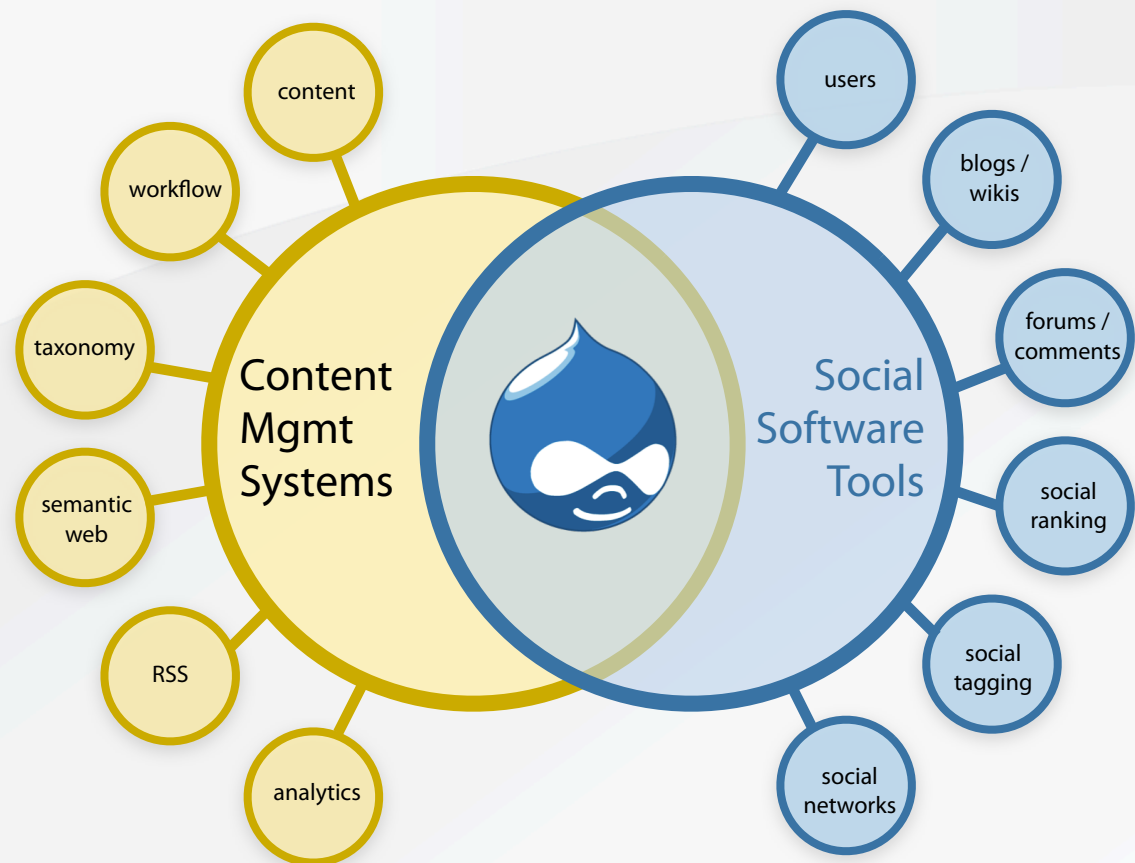 content
workflow
taxonomy
semantic
web
RSS
analytics
Content
Mgmt
Systems
Social
Software
Tools
users
blogs /
wikis
forums /
comments
social
ranking
social
tagging
social
networks